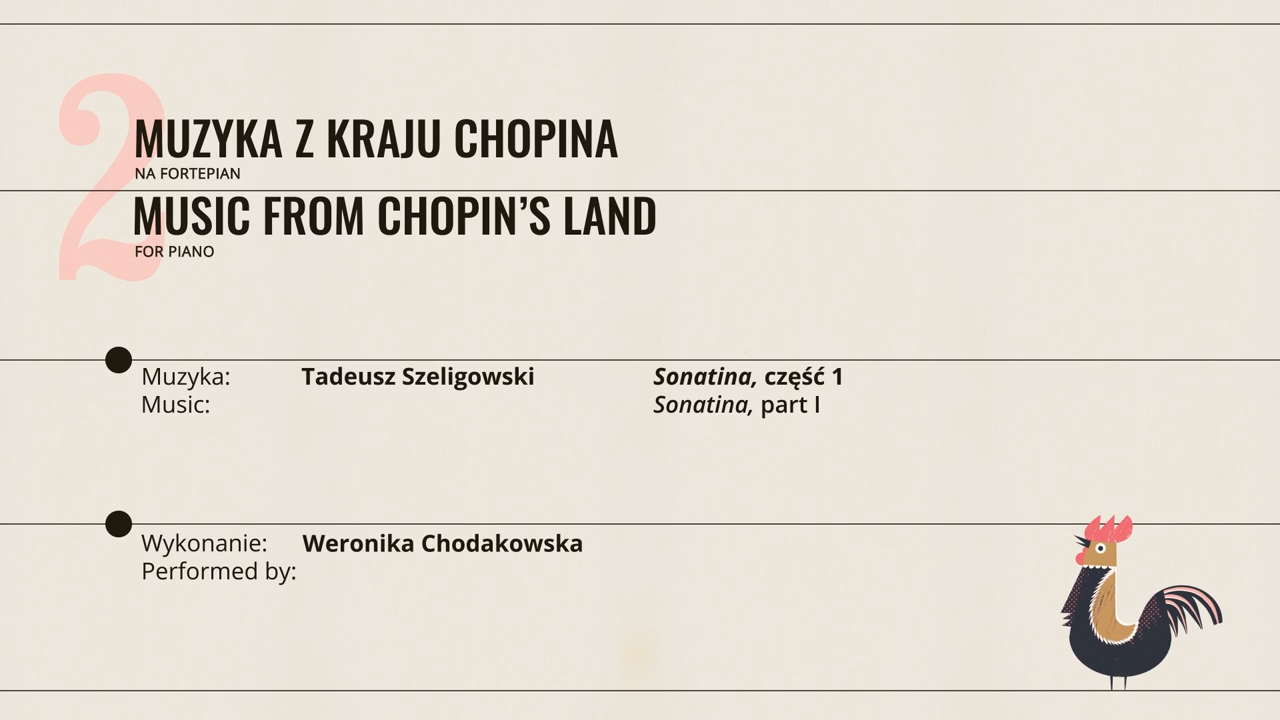 2
MUZYKA Z KRAJU CHOPINA
NA FORTEPIAN
MUSIC FROM CHOPIN’S LAND
FOR PIANO
Muzyka: Tadeusz Szeligowski Sonatina, część 1
Music: Sonatina, part I
Wykonanie: Weronika Chodakowska
Performed by: